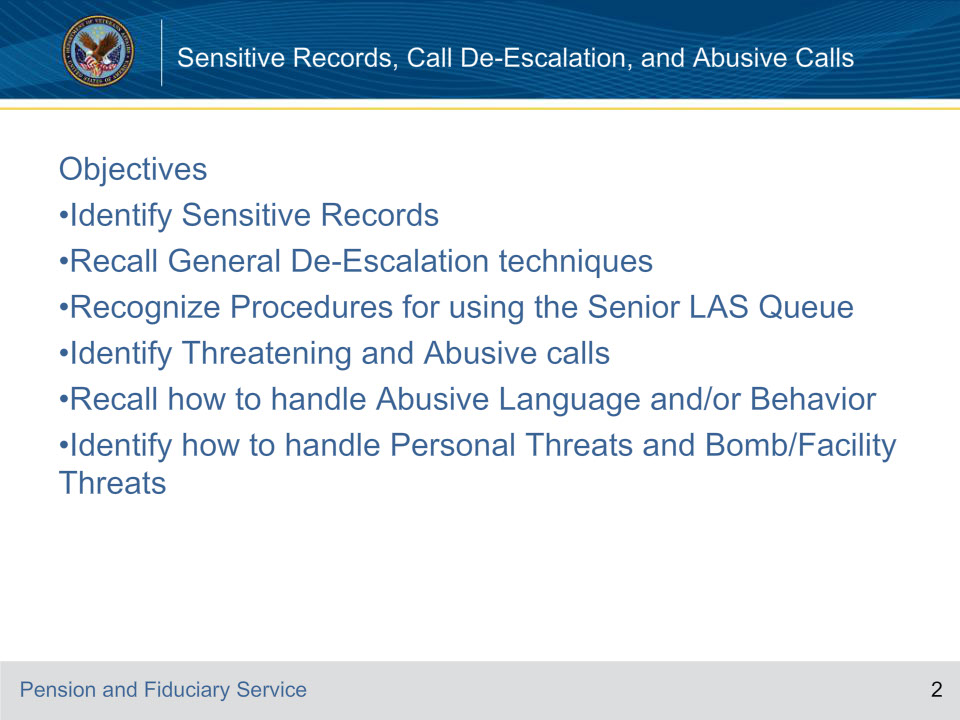 Sensitive Records, Call De-Escalation, and Abusive Calls
Objectives
•Identify Sensitive Records
•Recall General De-Escalation techniques
•Recognize Procedures for using the Senior LAS Queue
•Identify Threatening and Abusive calls
•Recall how to handle Abusive Language and/or Behavior
•Identify how to handle Personal Threats and Bomb/Facility
Threats
Pension and Fiduciary Service
2